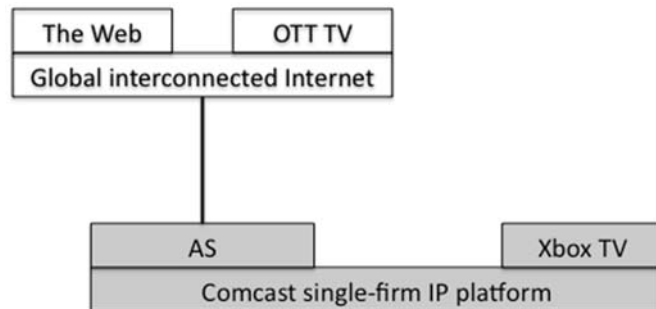 The Web
OTT TV
Global interconnected Internet
AS
Xbox TV
Comcast single-firm IP platform